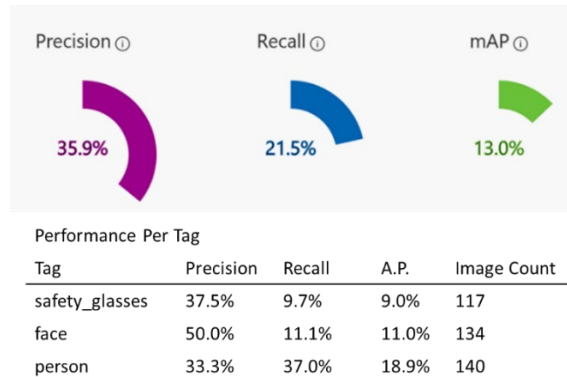 Precision Recall mAP
35.9% 21.5% 13.0%
Performance Per Tag
Tag Precision Recall A.P. Image Count
safety_glasses 37.5% 9.7% 9.0% 117
face 50.0% 11.1% 11.0% 134
person 33.3% 37.0% 18.9% 140